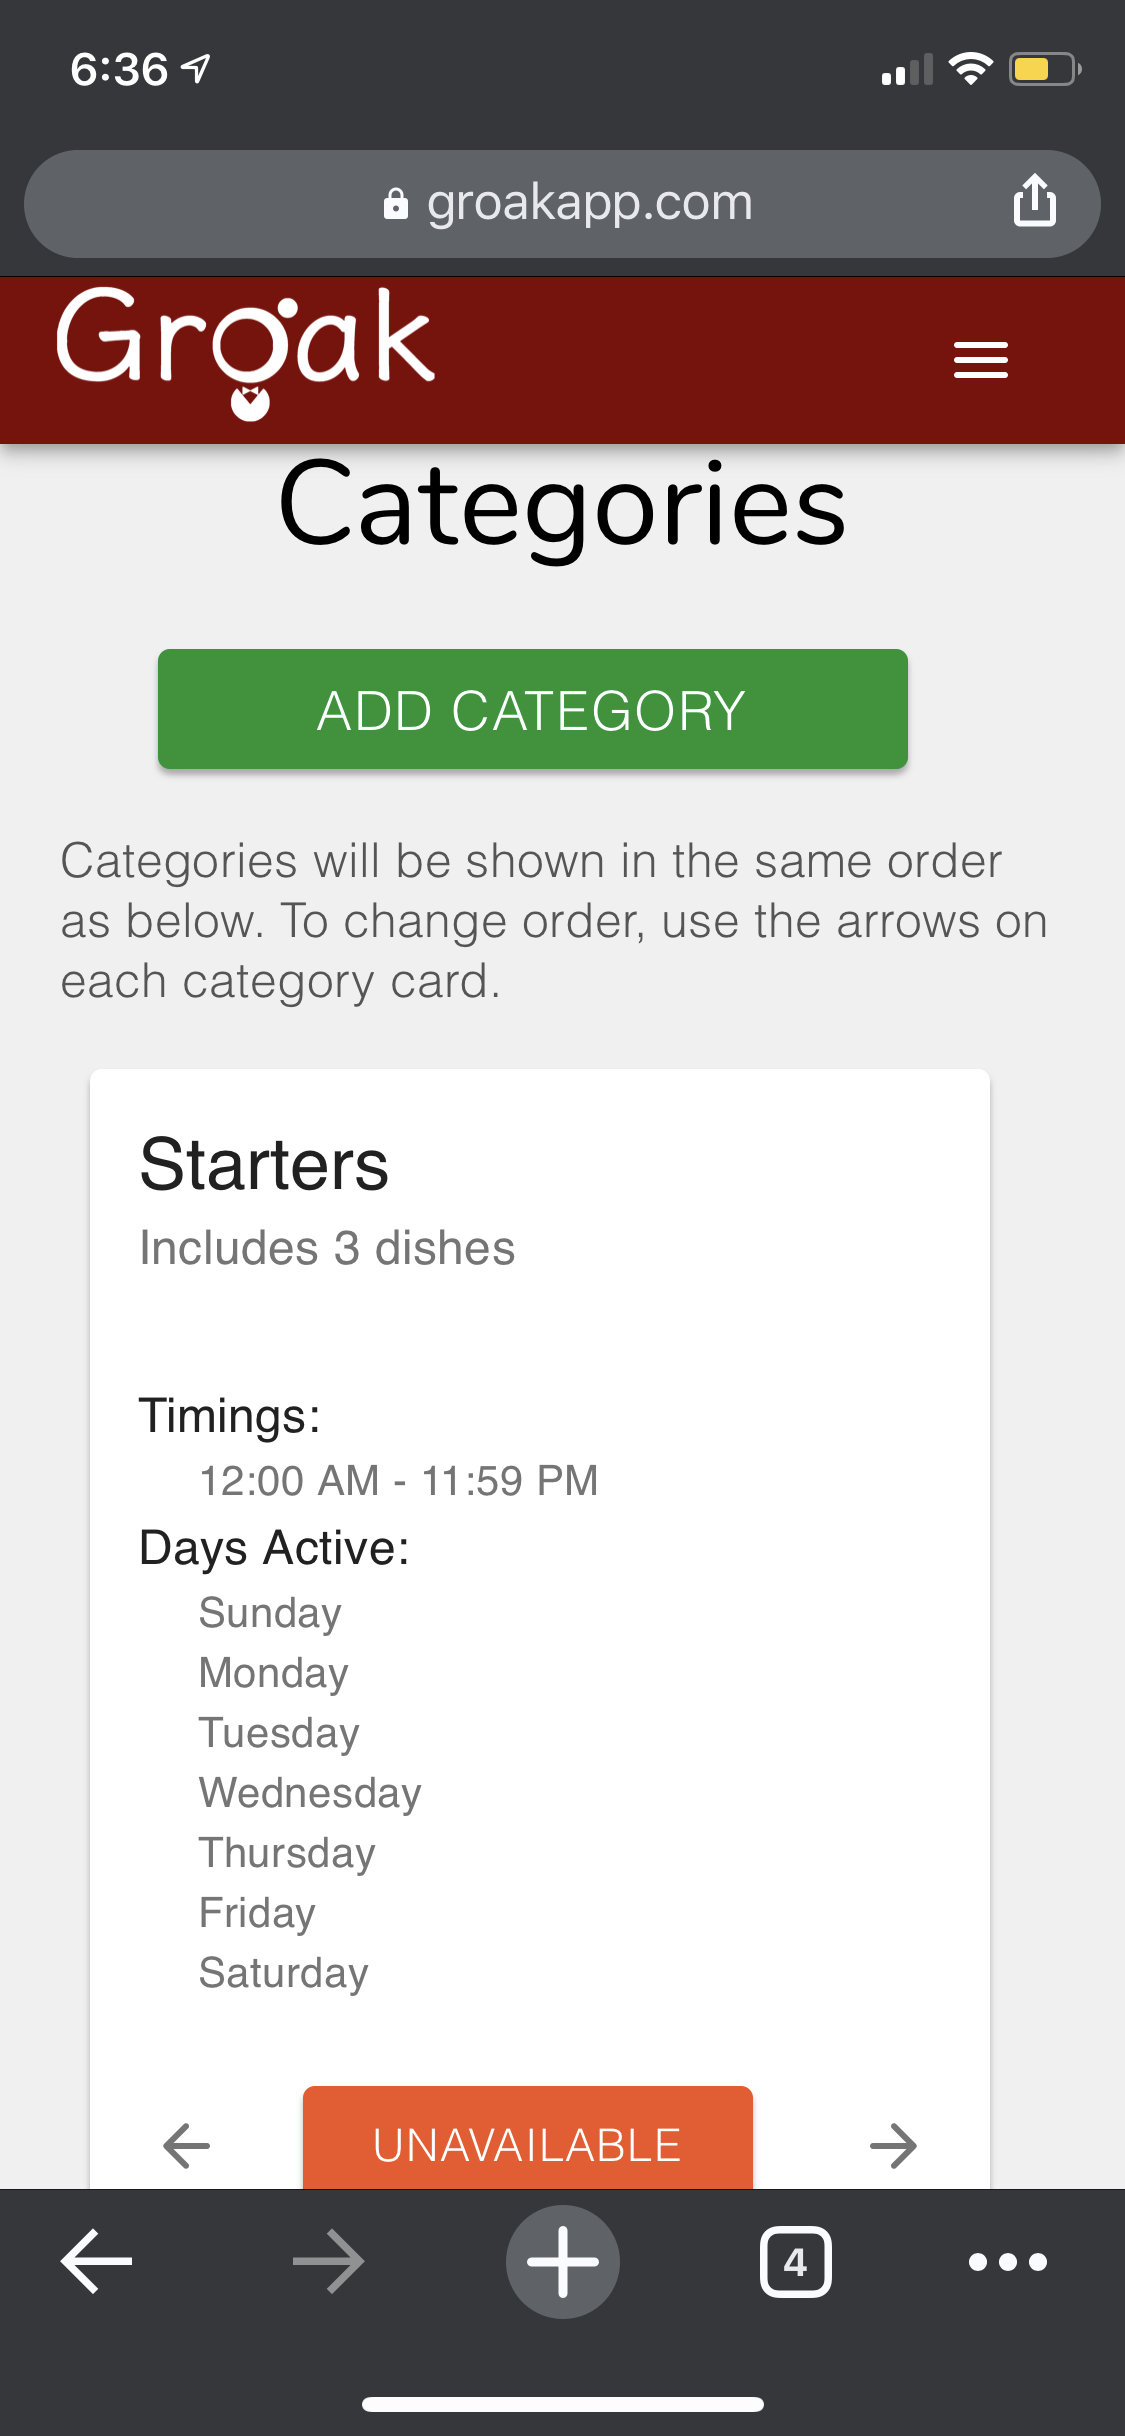 6:36
groakapp.com
Groak
Categories
ADD CATEGORY
Categories will be shown in the same order
as below. To change order, use the arrows on
each category card.
Starters
Includes 3 dishes
Timings:
12:00 AM - 11:59 PM
Days Active:
Sunday
Monday
Tuesday
Wednesday
Thursday
Friday
Saturday
UNAVAILABLE
4